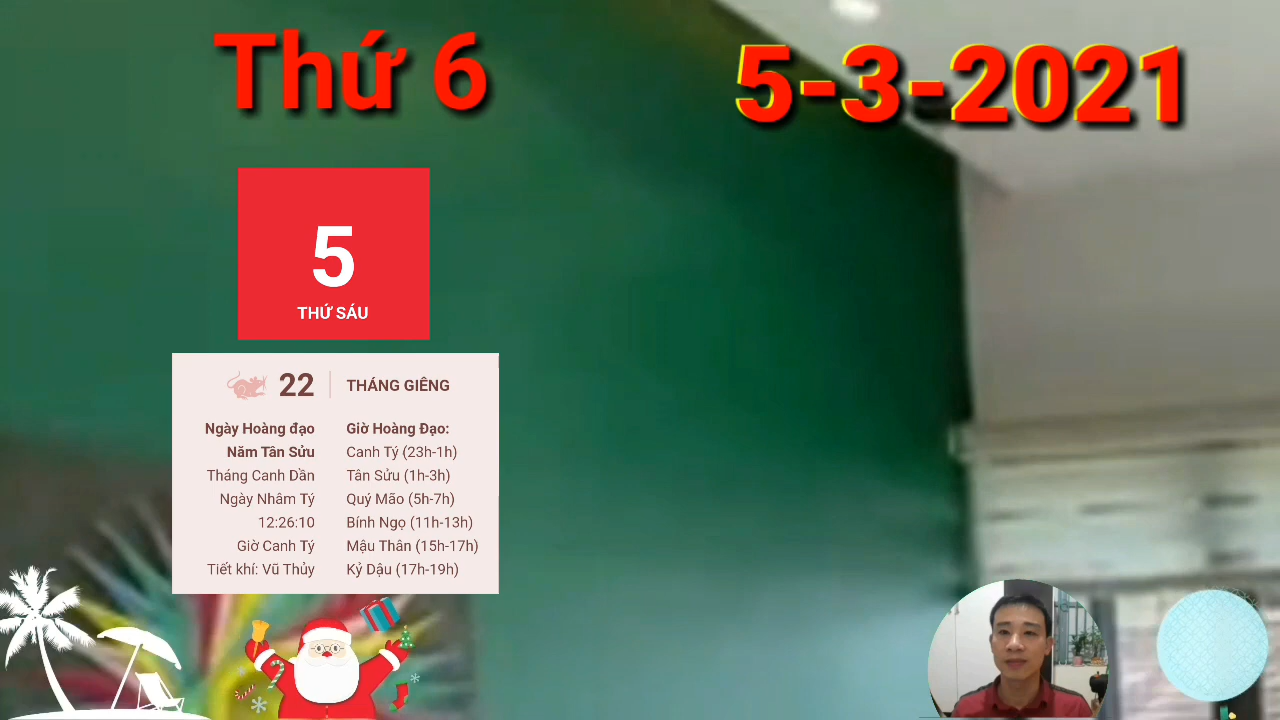 Thứ 6
5-3-2021
5
THỨ SÁU
22
THÁNG GIÊNG
Ngày Hoàng đạo
Năm Tân Sửu
Tháng Canh Dần
Ngày Nhâm Tý
12:26:10
Giờ Canh Tý
Tiết khí: Vũ Thủy
Giờ Hoàng Đạo:
Canh Tý (23h-1h)
Tân Sửu (1h-3h)
Quý Mão (5h-7h)
Bính Ngọ (11h-13h)
Mậu Thân (15h-17h)
Kỷ Dậu (17h-19h)